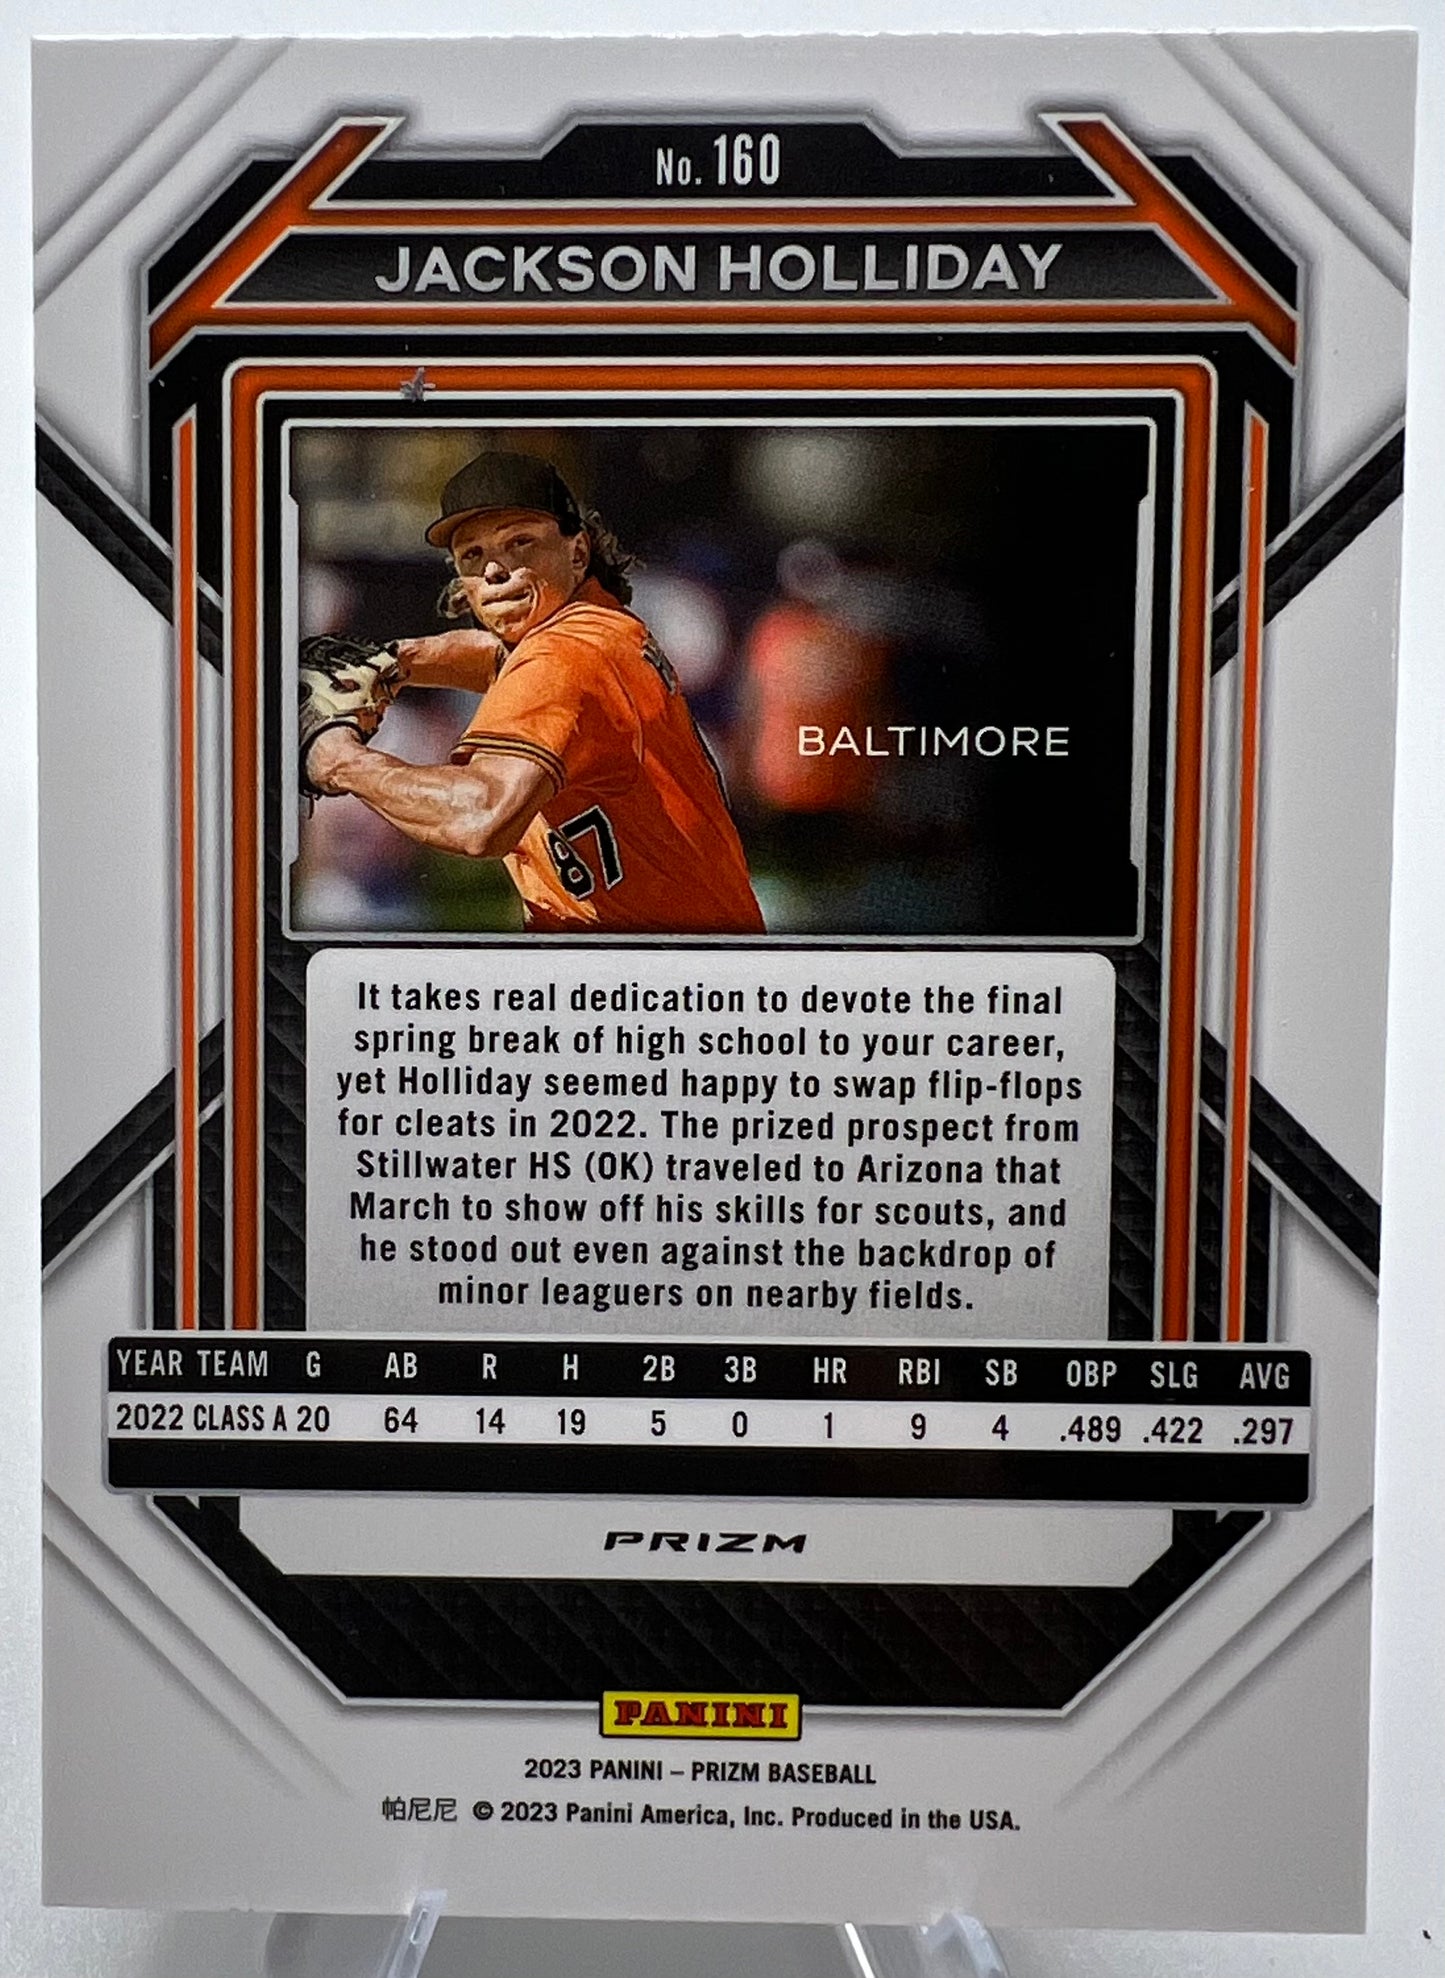 No. 160
JACKSON HOLLIDAY
BALTIMORE
87
It takes real dedication to devote the final
spring break of high school to your career,
yet Holliday seemed happy to swap flip-flops
for cleats in 2022. The prized prospect from
Stillwater HS (OK) traveled to Arizona that
March to show off his skills for scouts, and
he stood out even against the backdrop of
minor leaguers on nearby fields.
YEAR TEAM G AB R H 2B 3B HR RBI SB OBP SLG AVG
2022 CLASS A 20 64 14 19 5 0 1 9 4 .489 .422 .297
PRIZM
PANINI
2023 PANINI – PRIZM BASEBALL
帕尼尼 © 2023 Panini America, Inc. Produced in the USA.